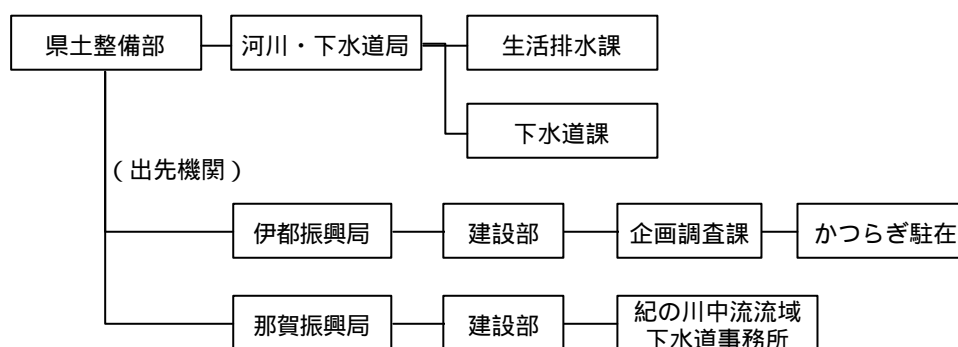 県土整備部
河川・下水道局
生活排水課
下水道課
(出先機関)
伊都振興局
建設部
企画調査課
かつらぎ駐在
那賀振興局
建設部
紀の川中流流域
下水道事務所